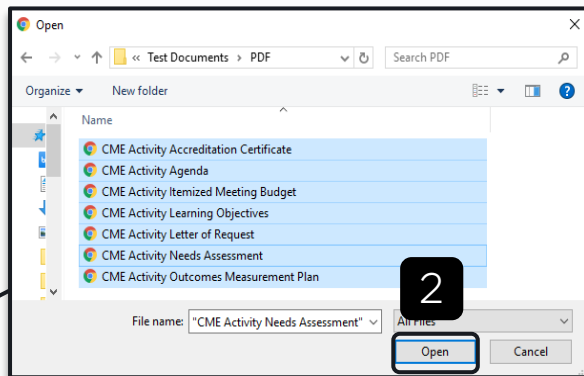 Open
« Test Documents > PDF
Search PDF
Organize
New folder
Name
CME Activity Accreditation Certificate
CME Activity Agenda
CME Activity Itemized Meeting Budget
CME Activity Learning Objectives
CME Activity Letter of Request
CME Activity Needs Assessment
CME Activity Outcomes Measurement Plan
2
File name: "CME Activity Needs Assessment"
All Files
Open
Cancel